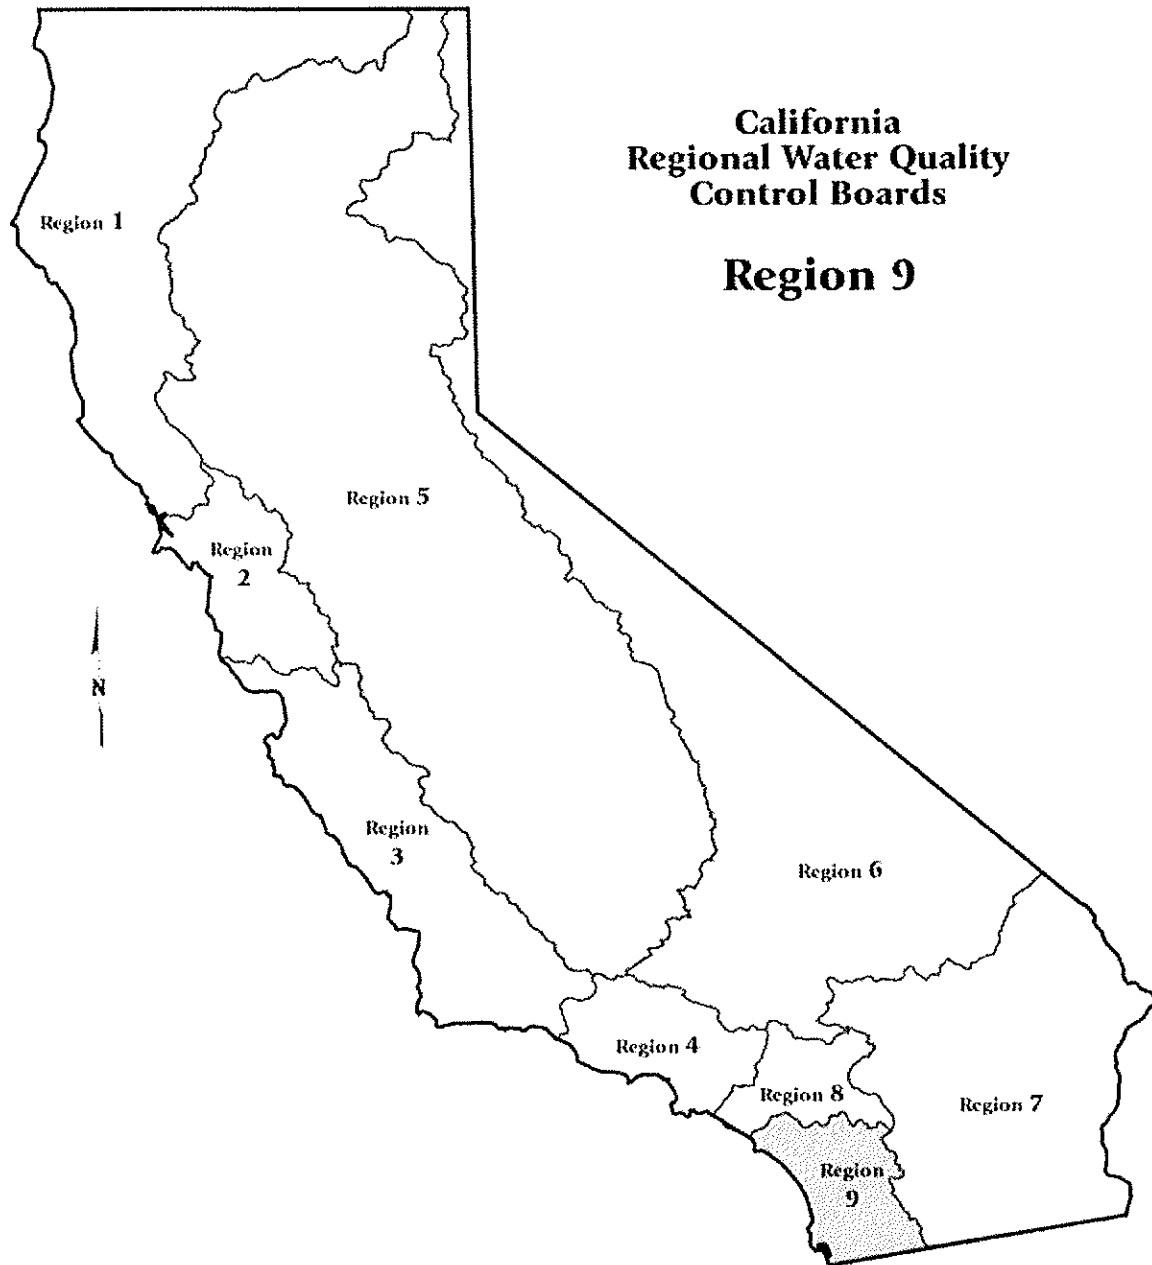 California
Regional Water Quality
Control Boards
Region 9
Region 1
Region 5
Region
2
N
Region
3
Region 6
Region 4
Region 8
Region 7
Region
9